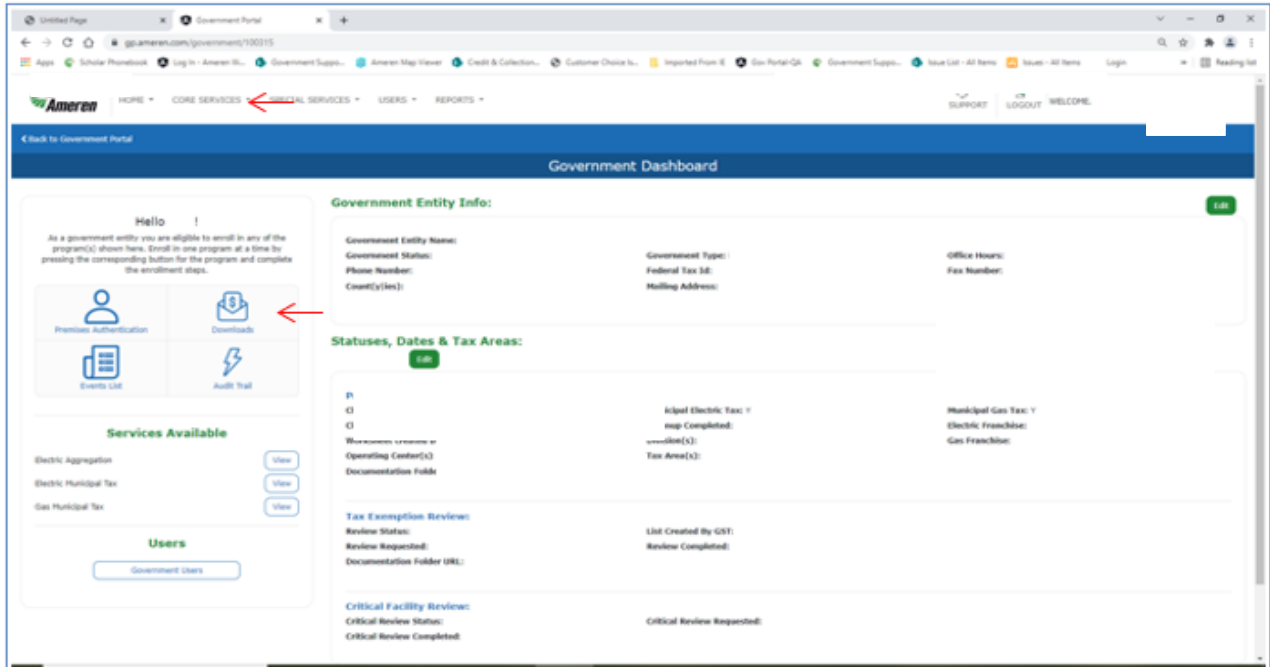 Untitled Page
Government Portal
gp.ameren.com/government/100315
Apps Scholar Phonebook Log In - Ameren Illi... Government Suppo... Ameren Map Viewer Credit & Collection... Customer Choice Is... Imported From IE Gov Portal-QA Government Suppo... Issue List - All Items Issues - All Items Login » Reading list
Ameren HOME CORE SERVICES SPECIAL SERVICES USERS REPORTS SUPPORT LOGOUT WELCOME,
Back to Government Portal
Government Dashboard
Hello !
As a government entity you are eligible to enroll in any of the
program(s) shown here. Enroll in one program at a time by
pressing the corresponding button for the program and complete
the enrollment steps.
Premises Authentication Downloads
Events List Audit Trail
Services Available
Electric Aggregation View
Electric Municipal Tax View
Gas Municipal Tax View
Users
Government Users
Government Entity Info: Edit
Government Entity Name:
Government Status: Government Type: Office Hours:
Phone Number: Federal Tax Id: Fax Number:
Count(y)ies): Mailing Address:
Statuses, Dates & Tax Areas:
Edit
icipal Electric Tax: Y Municipal Gas Tax: Y
nup Completed: Electric Franchise:
Gas Franchise:
Operating Center(s) Tax Area(s):
Documentation Folde
Tax Exemption Review:
Review Status: List Created By GST:
Review Requested: Review Completed:
Documentation Folder URL:
Critical Facility Review:
Critical Review Status: Critical Review Requested:
Critical Review Completed: